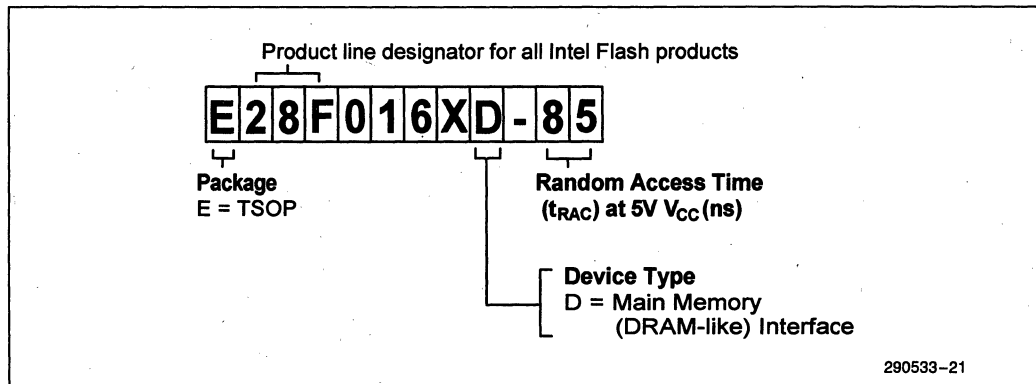 Product line designator for all Intel Flash products
E28F016XD-85
Package
E = TSOP
Random Access Time
(tRAC) at 5V VCC (ns)
Device Type
D = Main Memory
(DRAM-like) Interface
290533-21